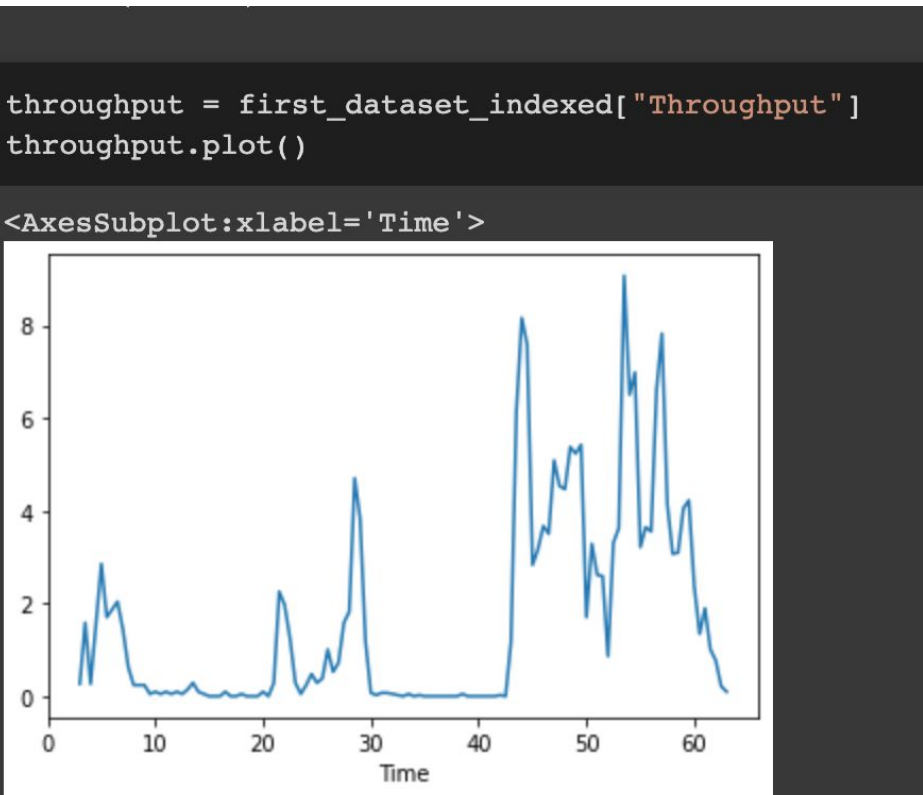 throughput = first_dataset_indexed["Throughput"]
throughput.plot()
<AxesSubplot:xlabel='Time'>
8
6
4
2
0
0 10 20 30 40 50 60
Time